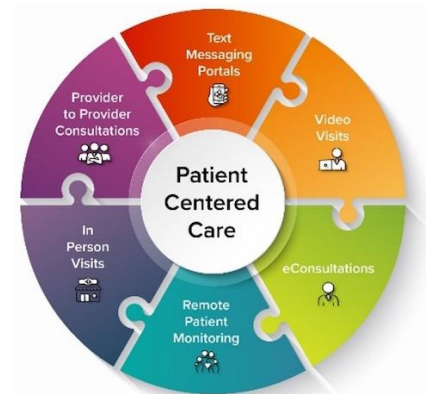 Text
Messaging
Portals
Video
Visits
eConsultations
Remote
Patient
Monitoring
In
Person
Visits
Provider
to Provider
Consultations
Patient
Centered
Care